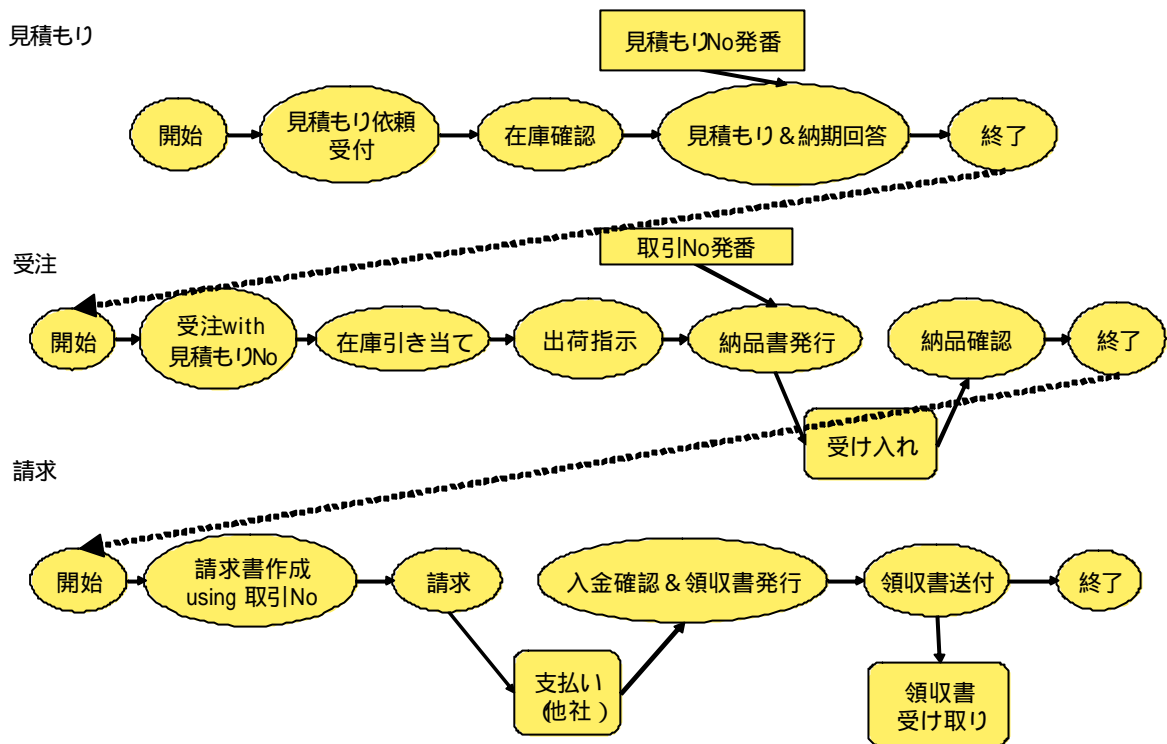 見積もり
見積もりNo発番
開始
見積もり依頼
受付
在庫確認
見積もり&納期回答
終了
受注
取引No発番
開始
受注with
見積もりNo
在庫引き当て
出荷指示
納品書発行
納品確認
終了
受け入れ
請求
開始
請求書作成
using 取引No
請求
入金確認&領収書発行
領収書送付
終了
支払い
(他社)
領収書
受け取り